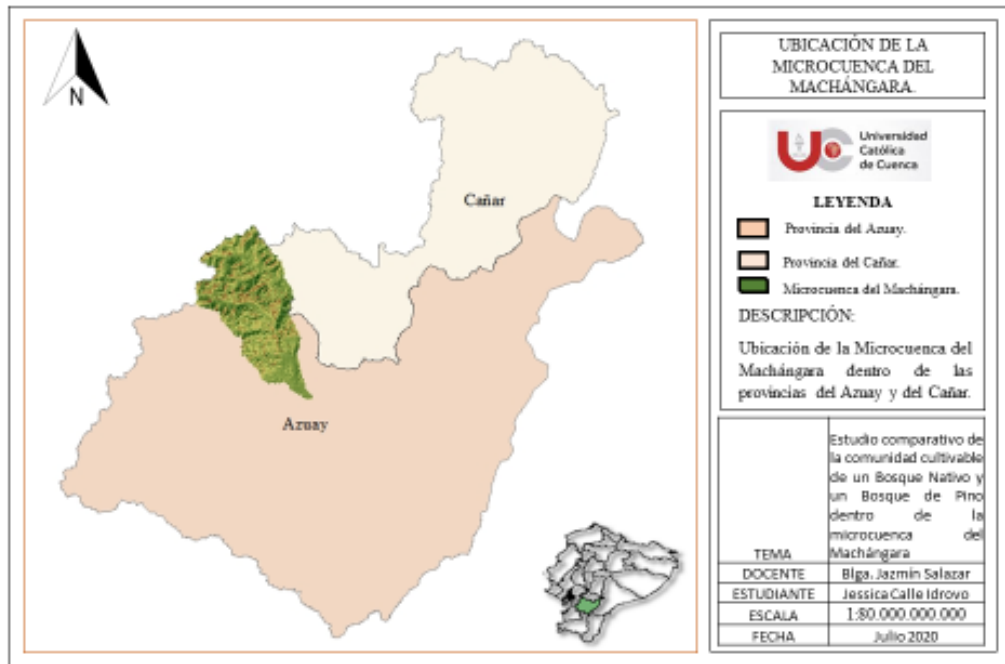 N
Cañar
Azuay
UBICACIÓN DE LA
MICROCUENCA DEL
MACHÁNGARA.
UC
Universidad
Católica
de Cuenca
LEYENDA
Provincia del Azuay.
Provincia del Cañar.
Microcuenca del Machángara.
DESCRIPCIÓN:
Ubicación de la Microcuenca del
Machángara dentro de las
provincias del Azuay y del Cañar.
TEMA
Estudio comparativo de
la comunidad cultivable
de un Bosque Nativo y
un Bosque de Pino
dentro de la
microcuenca del
Machángara
DOCENTE Blga. Jazmín Salazar
ESTUDIANTE Jessica Calle Idrovo
ESCALA 1:80.000.000.000
FECHA Julio 2020